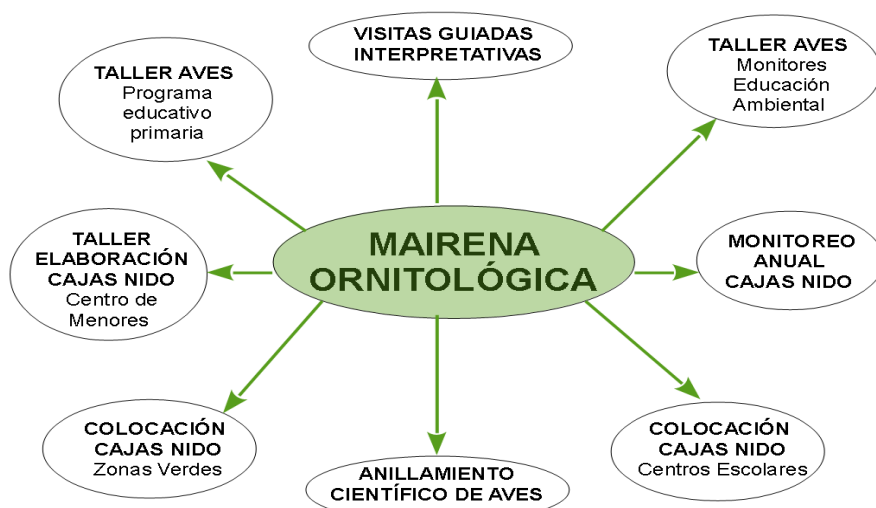 VISITAS GUIADAS
INTERPRETATIVAS
TALLER AVES
Programa
educativo
primaria
TALLER AVES
Monitores
Educación
Ambiental
MAIRENA
ORNITOLÓGICA
TALLER
ELABORACIÓN
CAJAS NIDO
Centro de
Menores
MONITOREO
ANUAL
CAJAS NIDO
COLOCACIÓN
CAJAS NIDO
Zonas Verdes
ANILLAMIENTO
CIENTÍFICO DE AVES
COLOCACIÓN
CAJAS NIDO
Centros Escolares